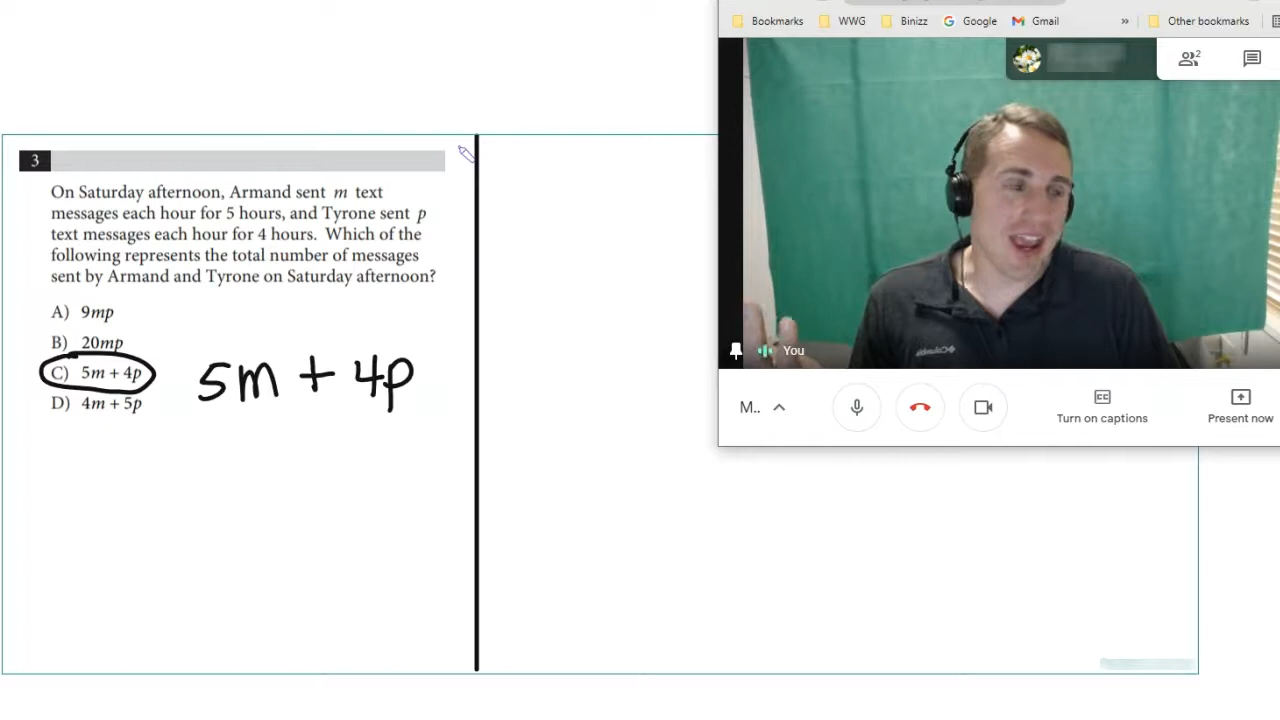 Bookmarks WWG Binizz Google Gmail » Other bookmarks
2
3
On Saturday afternoon, Armand sent m text
messages each hour for 5 hours, and Tyrone sent p
text messages each hour for 4 hours. Which of the
following represents the total number of messages
sent by Armand and Tyrone on Saturday afternoon?
A) 9mp
B) 20mp
C) 5m + 4p
D) 4m + 5p
5m + 4p
You
M..
CC
Turn on captions
Present now